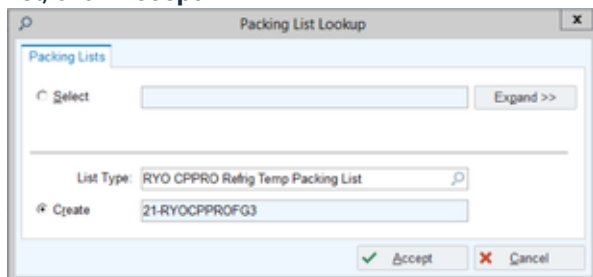 Packing List Lookup x
Packing Lists
Select Expand >>
List Type: RYO CPPRO Refrig Temp Packing List
Create 21-RYOCPPROFG3
Accept Cancel